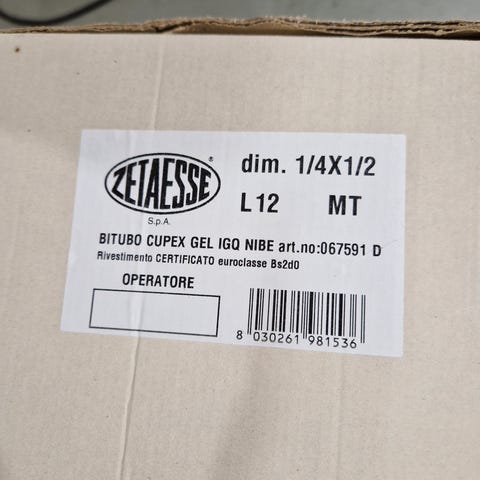 ZETAESSE ®
S.p.A.
dim. 1/4X1/2
L12 MT
BITUBO CUPEX GEL IGQ NIBE art.no:067591 D
Rivestimento CERTIFICATO euroclasse Bs2d0
OPERATORE
8 030261 981536